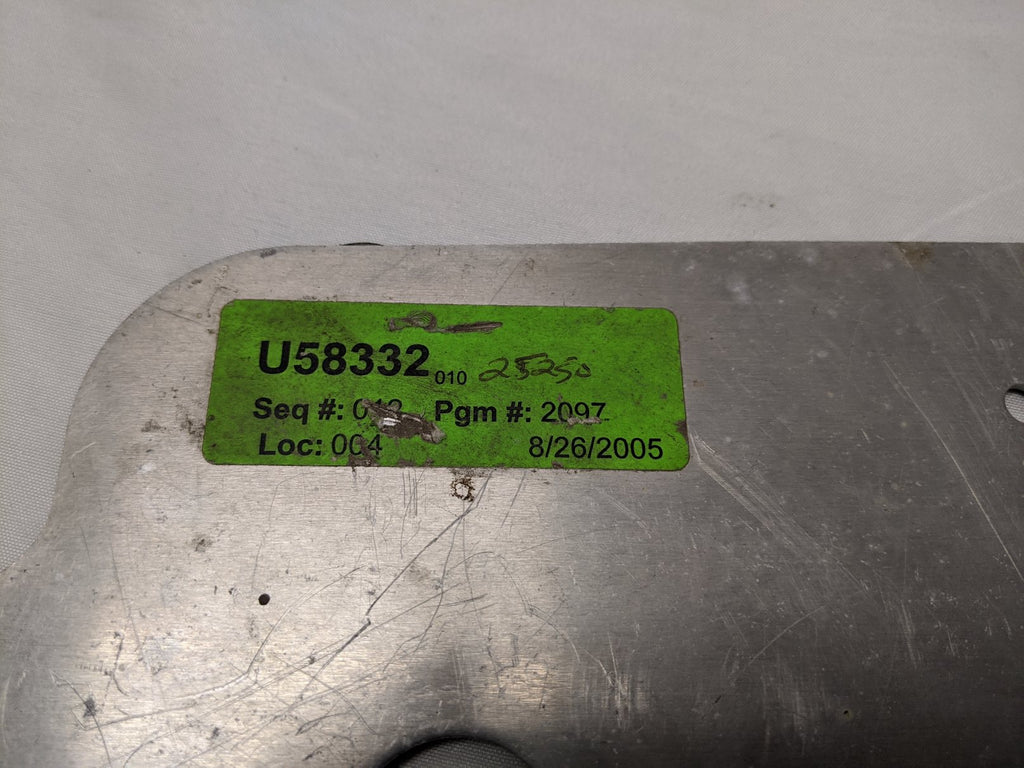 U58332 010 25250
Seq #: Pgm #: 2097
Loc: 004 8/26/2005